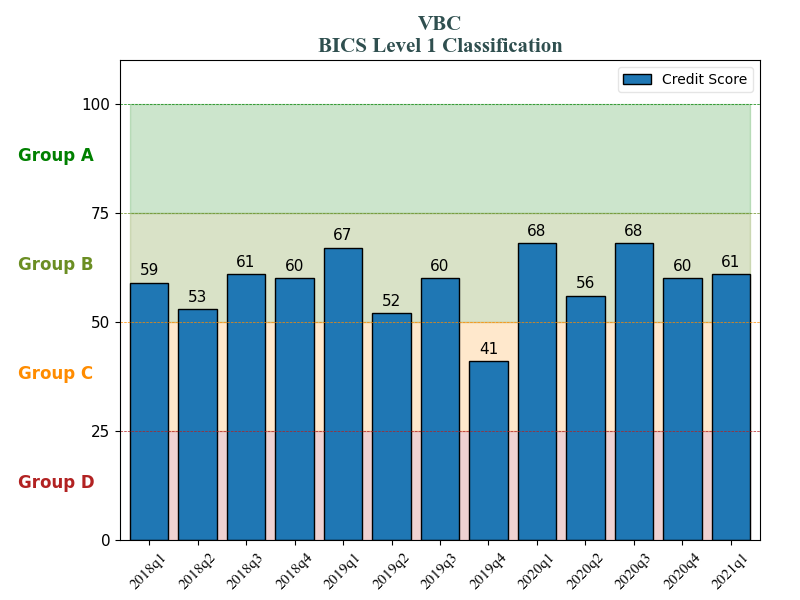 VBC
BICS Level 1 Classification
Credit Score
100
Group A
75
68 68
67
61 61
60 60 60
59
Group B
56
53
52
50
41
Group C
25
Group D
0
2018q1 2018q2 2018q3 2018q4 2019q1 2019q2 2019q3 2019q4 2020q1 2020q2 2020q3 2020q4 2021q1